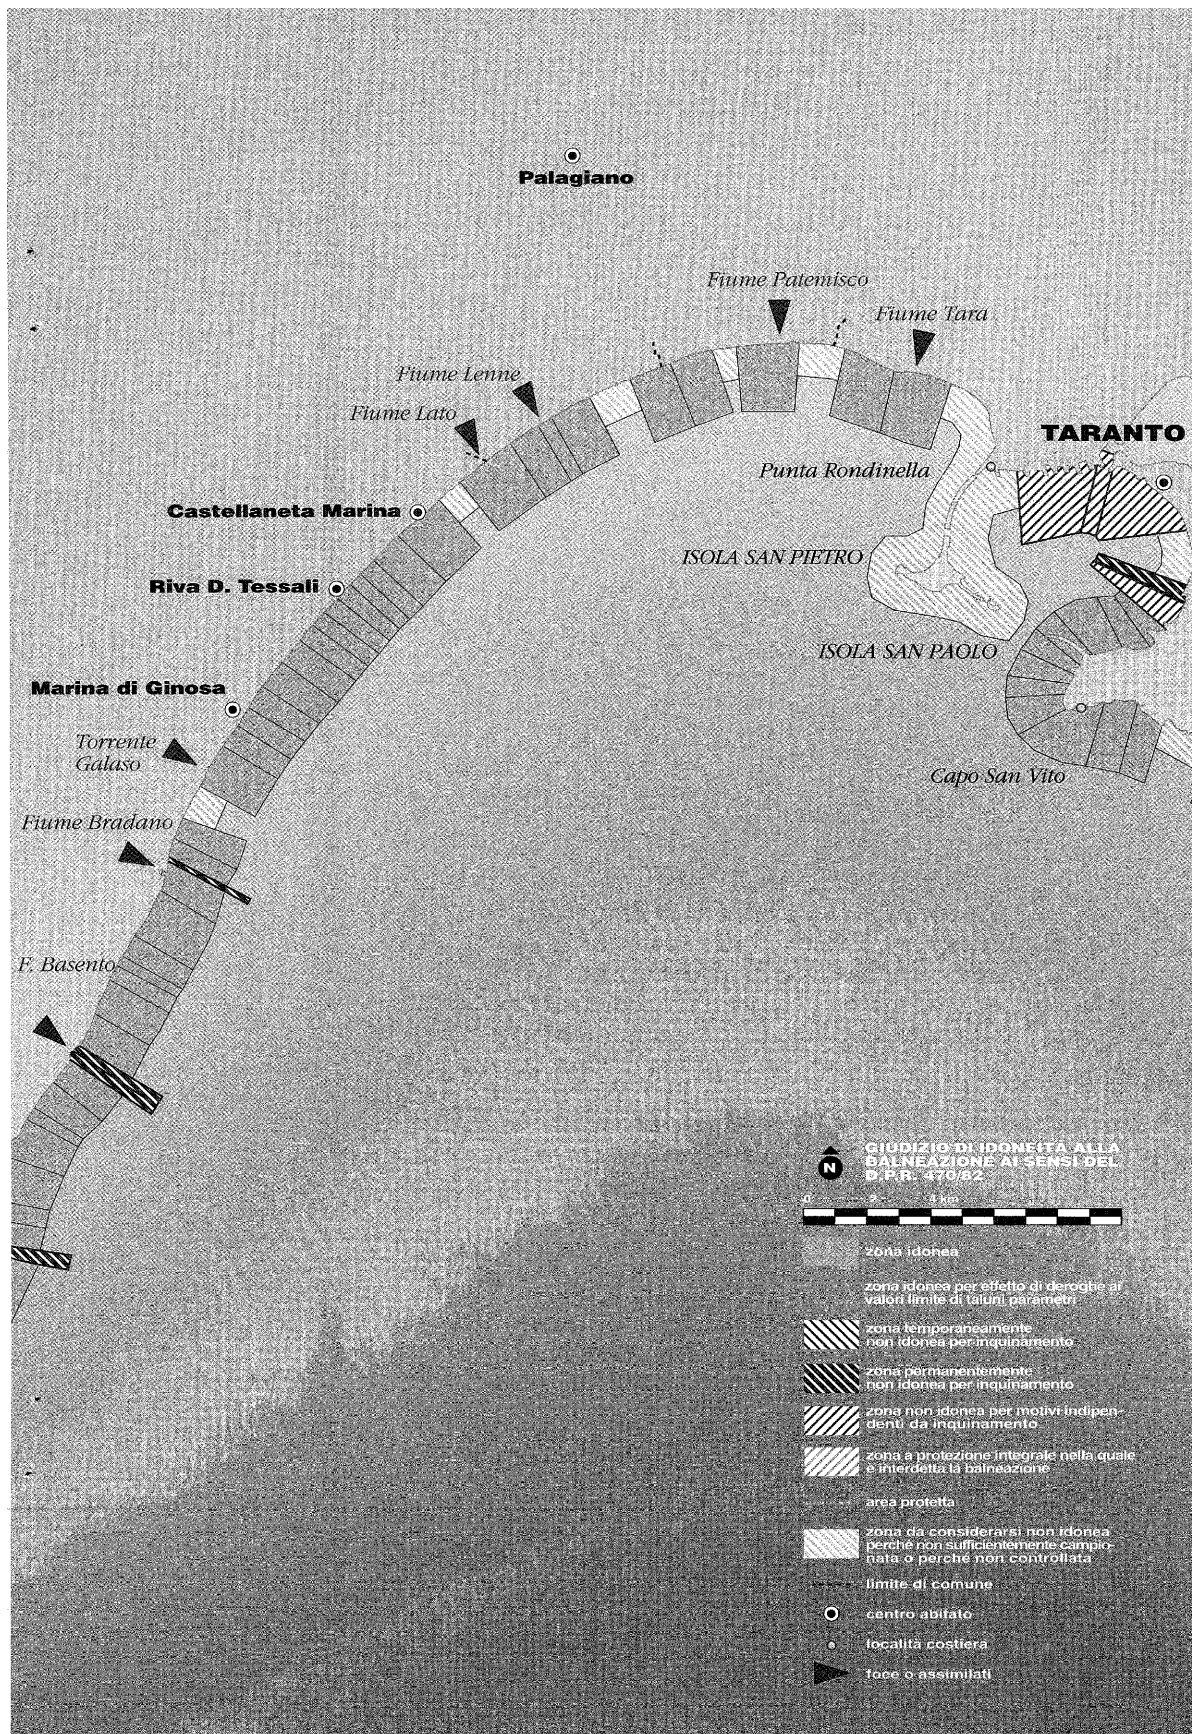 Palagiano
Fiume Patemisco
Fiume Tara
Fiume Lenne
Fiume Lato
TARANTO
Punta Rondinella
Castellaneta Marina
ISOLA SAN PIETRO
Riva D. Tessali
ISOLA SAN PAOLO
Marina di Ginosa
Torrente
Galaso
Capo San Vito
Fiume Bradano
F. Basento
N
GIUDIZIO DI IDONEITÀ ALLA
BALNEAZIONE AI SENSI DEL
D.P.R. 470/82
0 2 4 km
zona idonea
zona idonea per effetto di deroghe ai
valori limite di taluni parametri
zona temporaneamente
non idonea per inquinamento
zona permanentemente
non idonea per inquinamento
zona non idonea per motivi indipen-
denti da inquinamento
zona a protezione integrale nella quale
è interdetta la balneazione
area protetta
zona da considerarsi non idonea
perché non sufficientemente campio-
nata o perché non controllata
limite di comune
centro abitato
località costiera
foce o assimilati